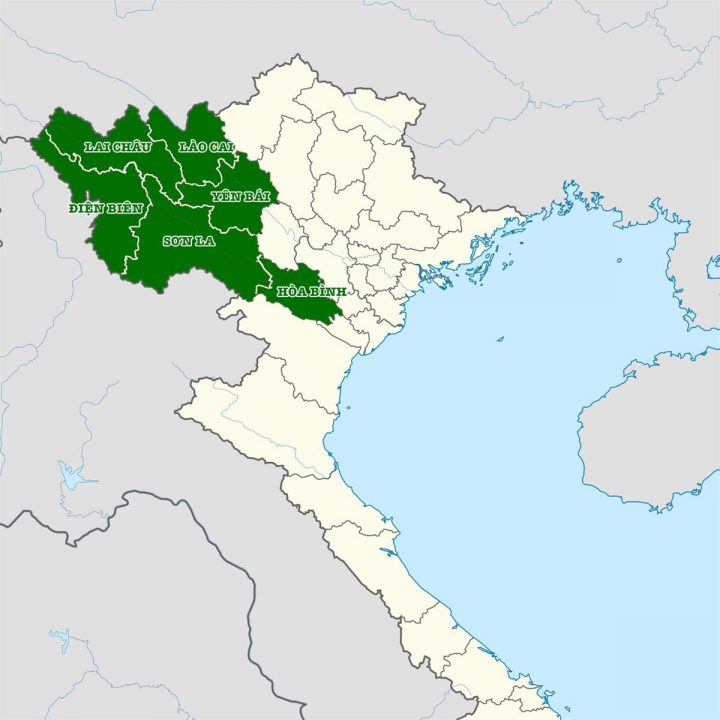 LAI CHÂU
LÀO CAI
YÊN BÁI
ĐIỆN BIÊN
SƠN LA
HÒA BÌNH